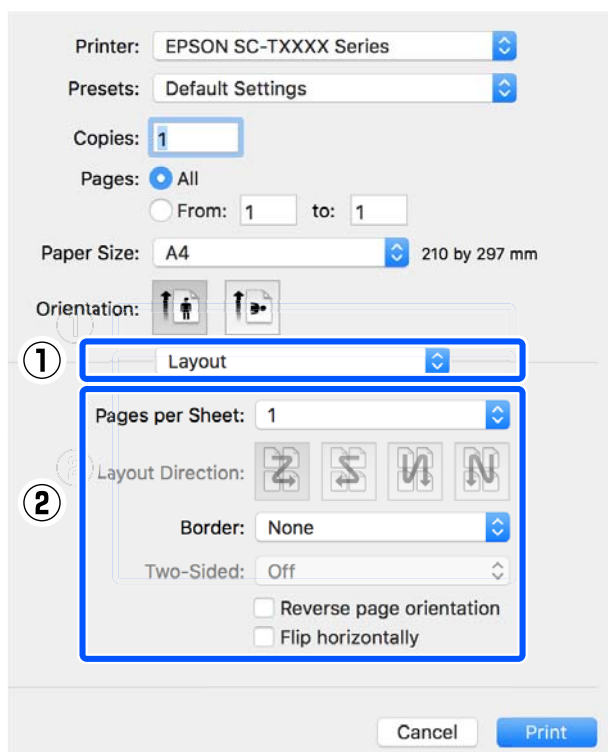 Printer: EPSON SC-TXXXX Series
Presets: Default Settings
Copies: 1
Pages: All
From: 1 to: 1
Paper Size: A4 210 by 297 mm
Orientation:
① Layout
Pages per Sheet: 1
Layout Direction:
②
Border: None
Two-Sided: Off
Reverse page orientation
Flip horizontally
Cancel Print